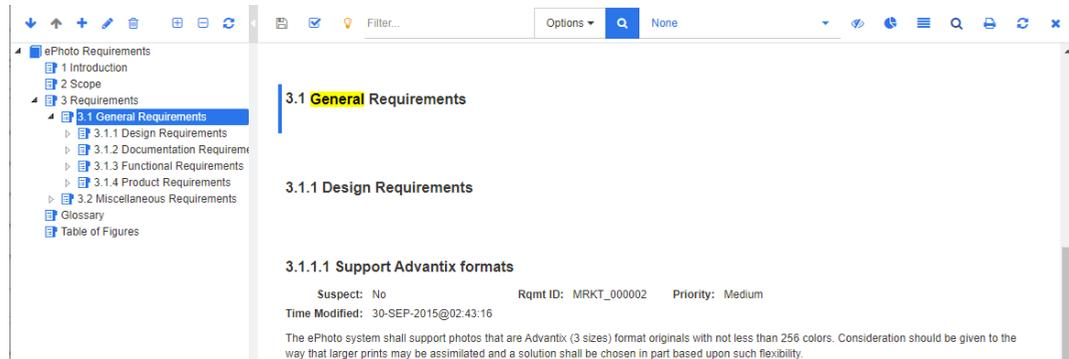 Filter...
Options
None
ePhoto Requirements
1 Introduction
2 Scope
3 Requirements
3.1 General Requirements
3.1.1 Design Requirements
3.1.2 Documentation Requireme
3.1.3 Functional Requirements
3.1.4 Product Requirements
3.2 Miscellaneous Requirements
Glossary
Table of Figures
3.1 General Requirements
3.1.1 Design Requirements
3.1.1.1 Support Advantix formats
Suspect: No Rqmt ID: MRKT_000002 Priority: Medium
Time Modified: 30-SEP-2015@02:43:16
The ePhoto system shall support photos that are Advantix (3 sizes) format originals with not less than 256 colors. Consideration should be given to the
way that larger prints may be assimilated and a solution shall be chosen in part based upon such flexibility.